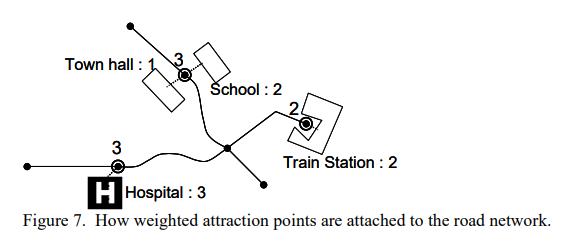 Town hall : 1
3
School : 2
2
Train Station : 2
3
H
Hospital : 3
Figure 7. How weighted attraction points are attached to the road network.